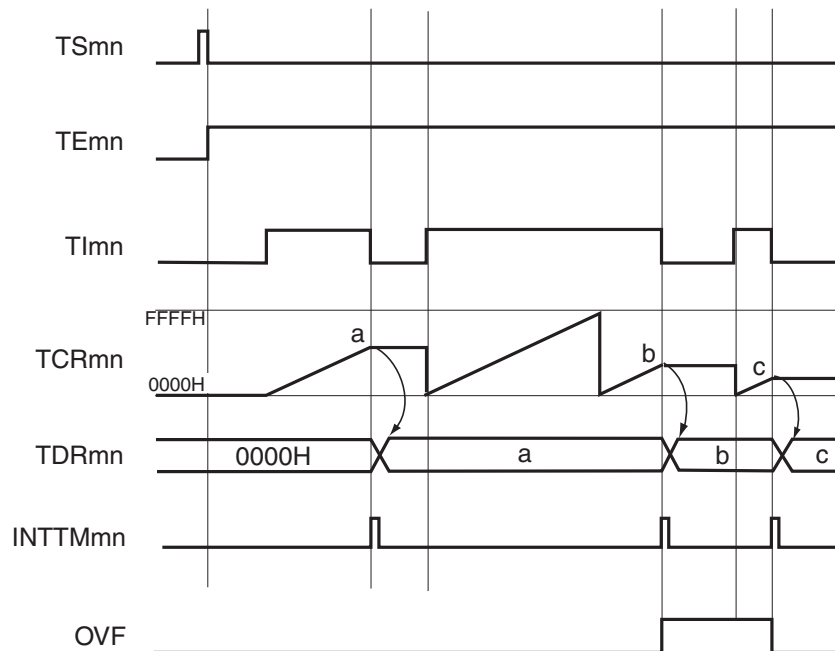 TSmn
TEmn
TImn
FFFFH
a
b
c
TCRmn
0000H
TDRmn
0000H
a
b
c
INTTMmn
OVF